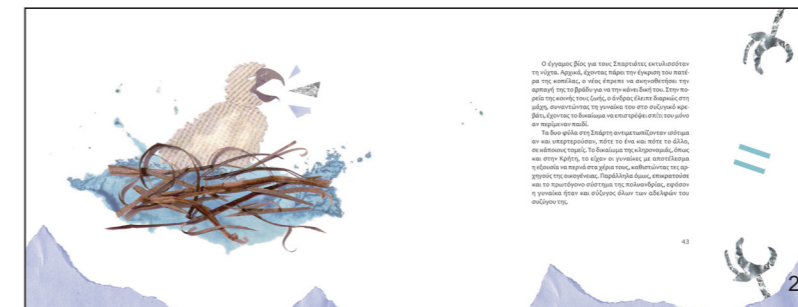 Ο έγγαμος βίος για τους Σπαρτιάτες εκτυλισσόταν
τη νύχτα. Αρχικά, έχοντας πάρει την έγκριση του πατέ-
ρα της κοπέλας, ο νέος έπρεπε να σκηνοθετήσει την
αρπαγή της το βράδυ για να την κάνει δική του. Στην πο-
ρεία της κοινής τους ζωής, ο άνδρας έλειπε διαρκώς στη
μάχη, συναντώντας τη γυναίκα του στο συζυγικό κρε-
βάτι, έχοντας το δικαίωμα να επιστρέψει σπίτι του μόνο
αν περίμεναν παιδί.
Τα δυο φύλα στη Σπάρτη αντιμετωπίζονταν ισότιμα
αν και υπερτερούσαν, πότε το ένα και πότε το άλλο,
σε κάποιους τομείς. Το δικαίωμα της κληρονομιάς, όπως
και στην Κρήτη, το είχαν οι γυναίκες με αποτέλεσμα
η εξουσία να περνά στα χέρια τους, καθιστώντας τες αρ-
χηγούς της οικογένειας. Παράλληλα όμως, επικρατούσε
και το πρωτόγονο σύστημα της πολυανδρίας, εφόσον
η γυναίκα ήταν και σύζυγος όλων των αδελφών του
συζύγου της.
43
2